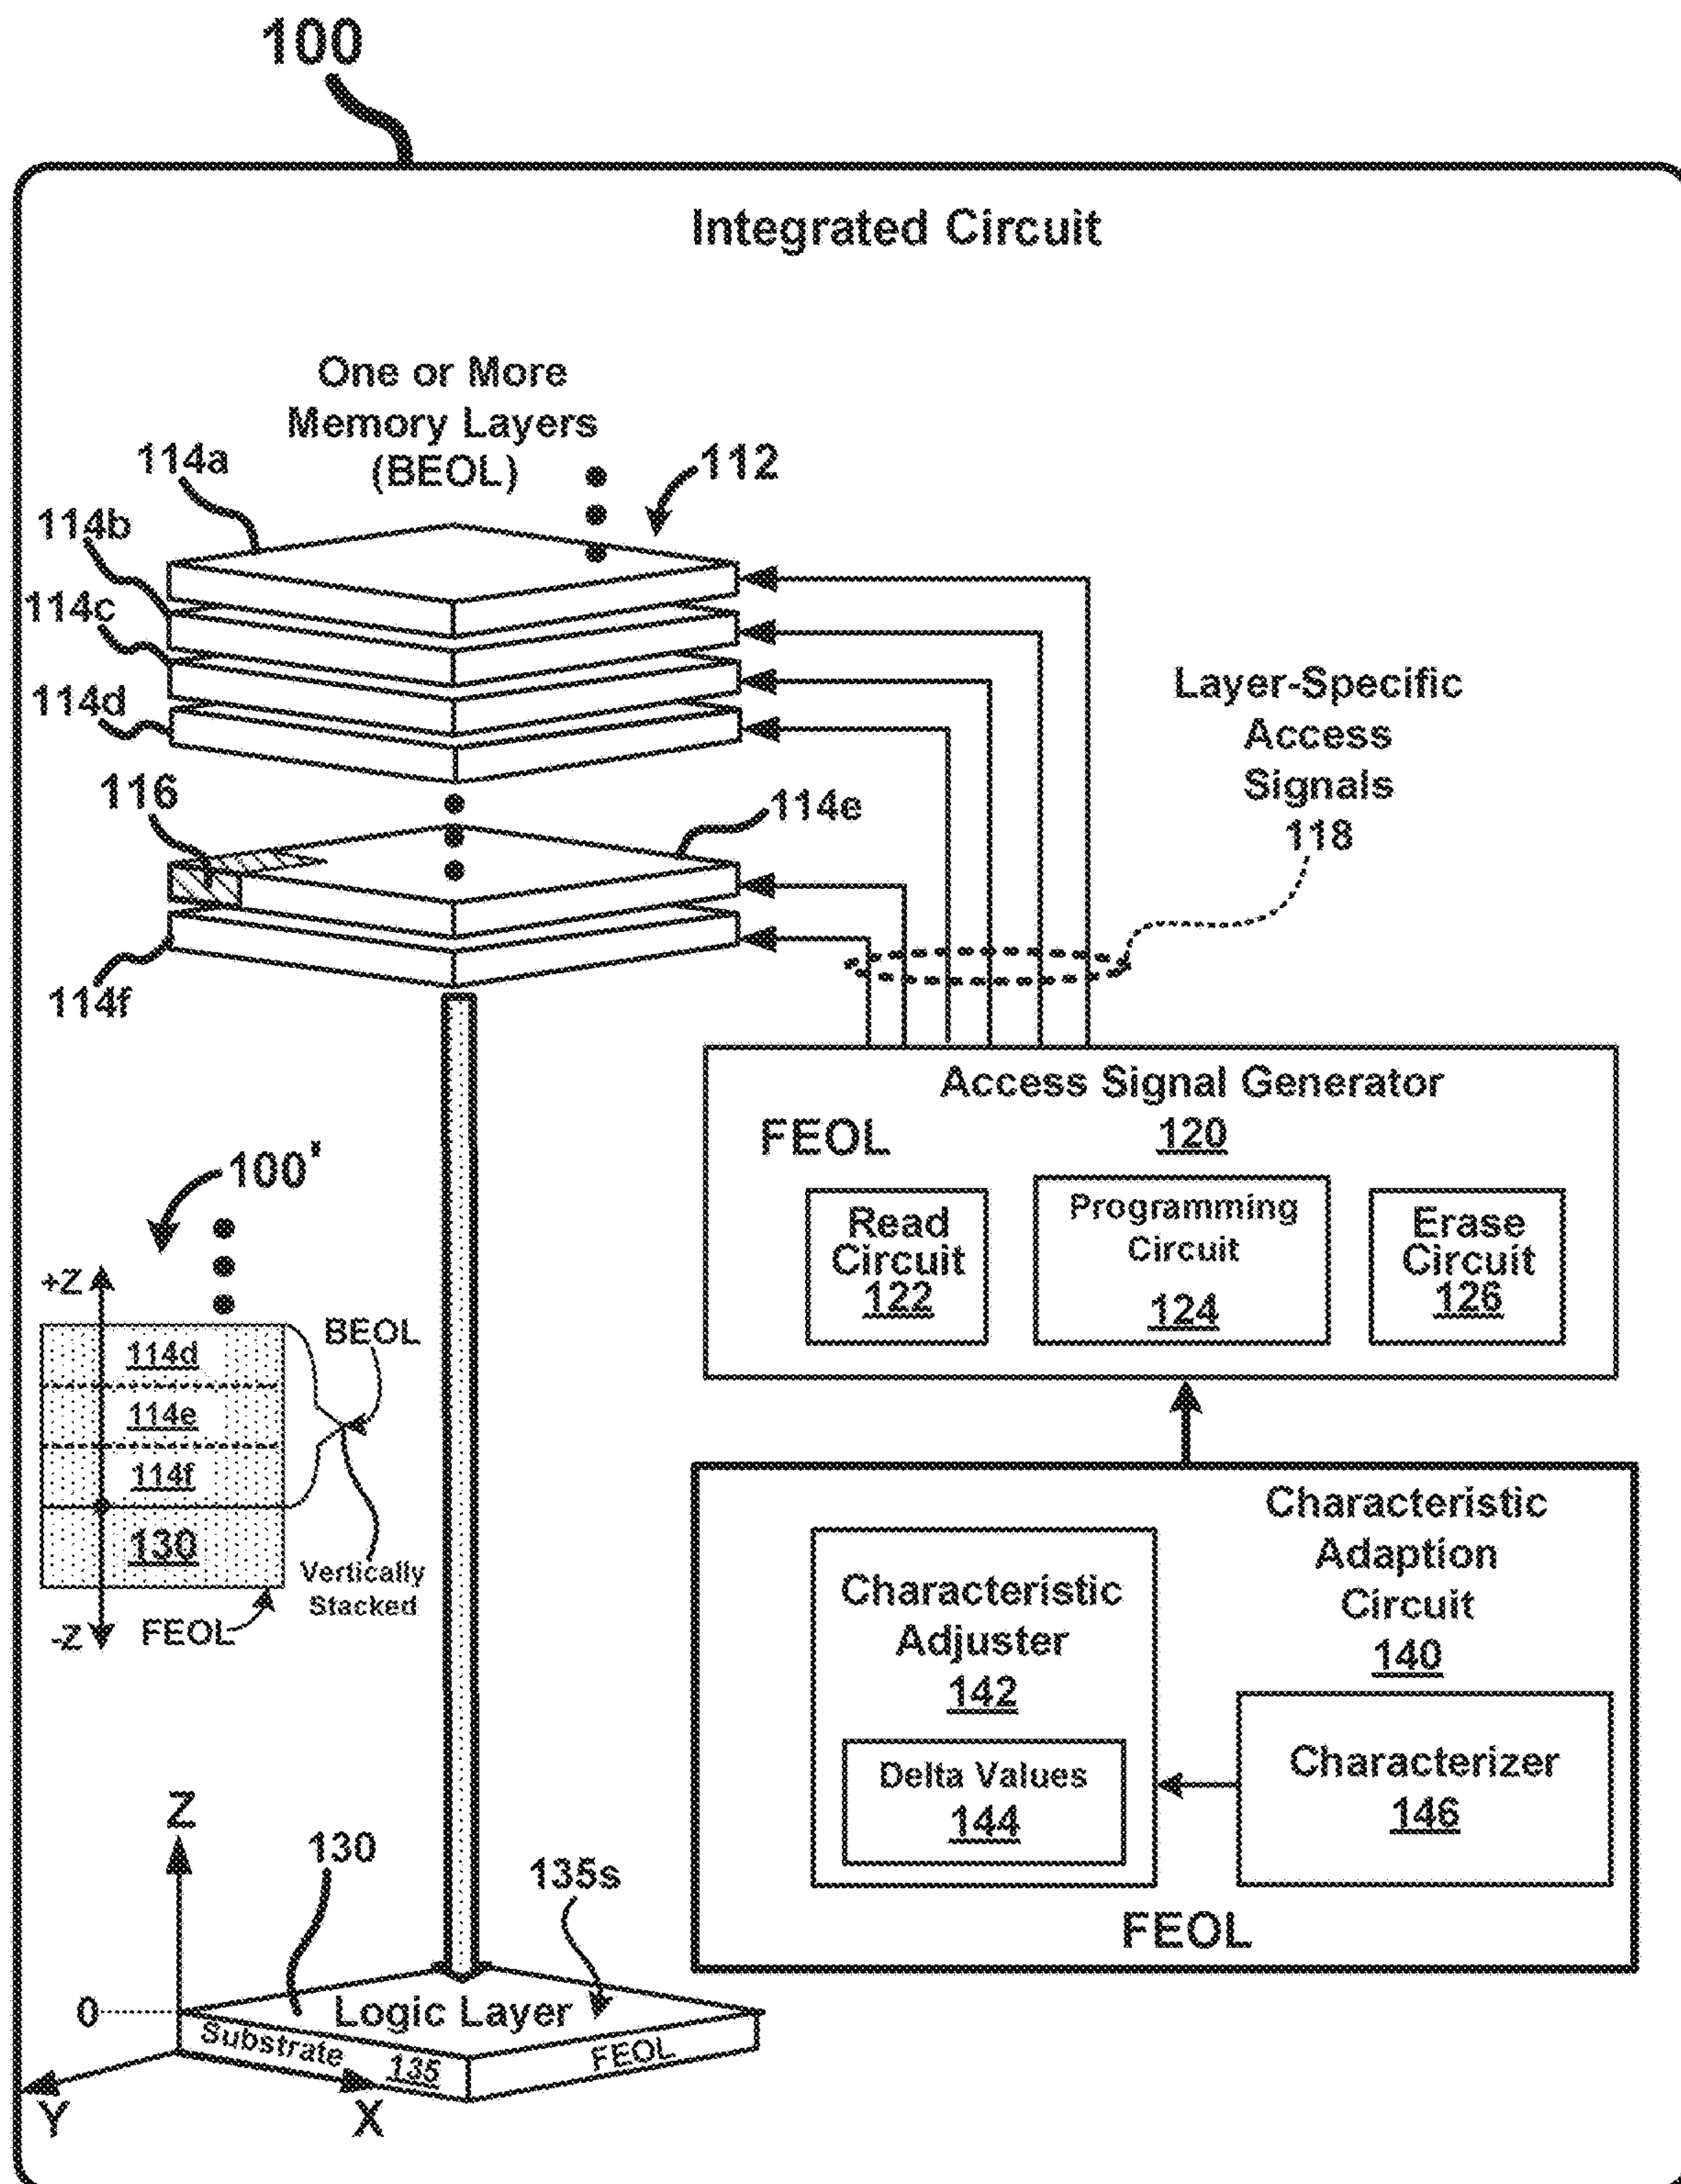 100
Integrated Circuit
One or More
Memory Layers
(BEOL)
112
114a
114b
114c
114d
116
114e
114f
Layer-Specific
Access
Signals
118
Access Signal Generator
120
FEOL
Read
Circuit
122
Programming
Circuit
124
Erase
Circuit
126
100'
+Z
BEOL
114d
114e
114f
130
Vertically
Stacked
-Z
FEOL
Characteristic
Adaption
Circuit
140
Characteristic
Adjuster
142
Delta Values
144
Characterizer
146
FEOL
Z
130
135s
0
Logic Layer
Substrate
135
FEOL
Y
X